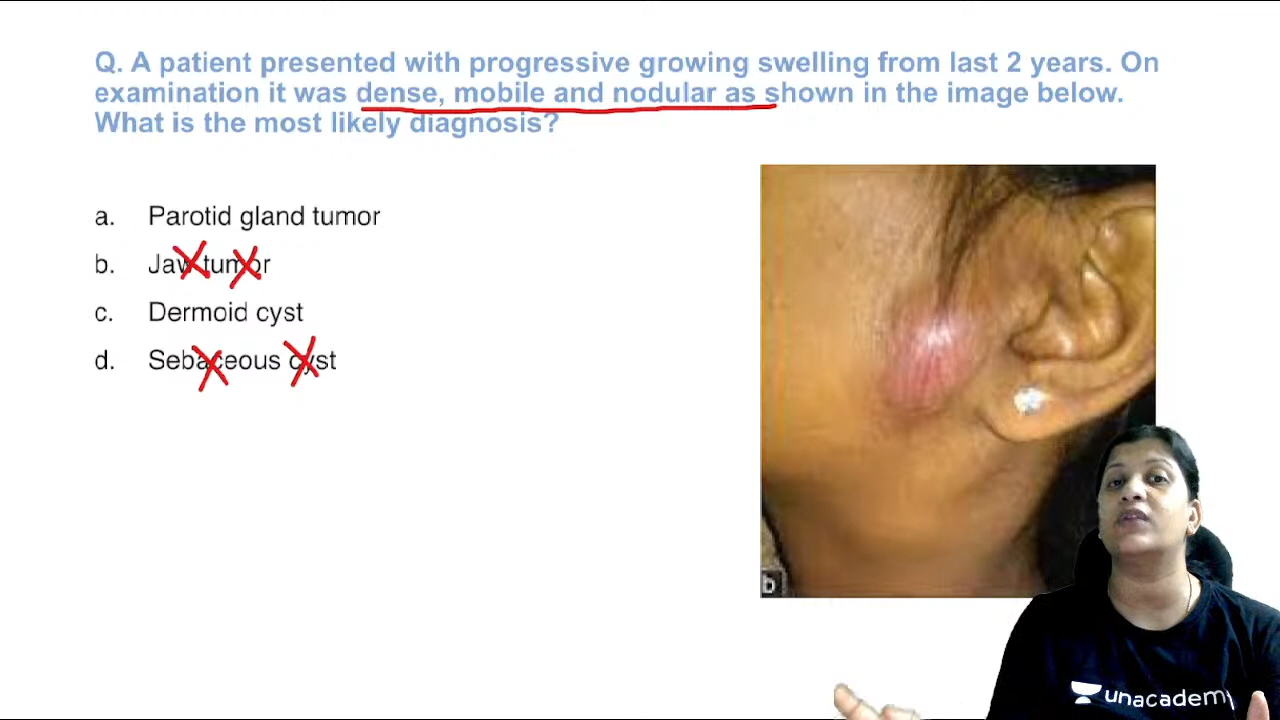 Q. A patient presented with progressive growing swelling from last 2 years. On
examination it was dense, mobile and nodular as shown in the image below.
What is the most likely diagnosis?
a. Parotid gland tumor
b. Jaw tumor
c. Dermoid cyst
d. Sebaceous cyst
b
unacademy